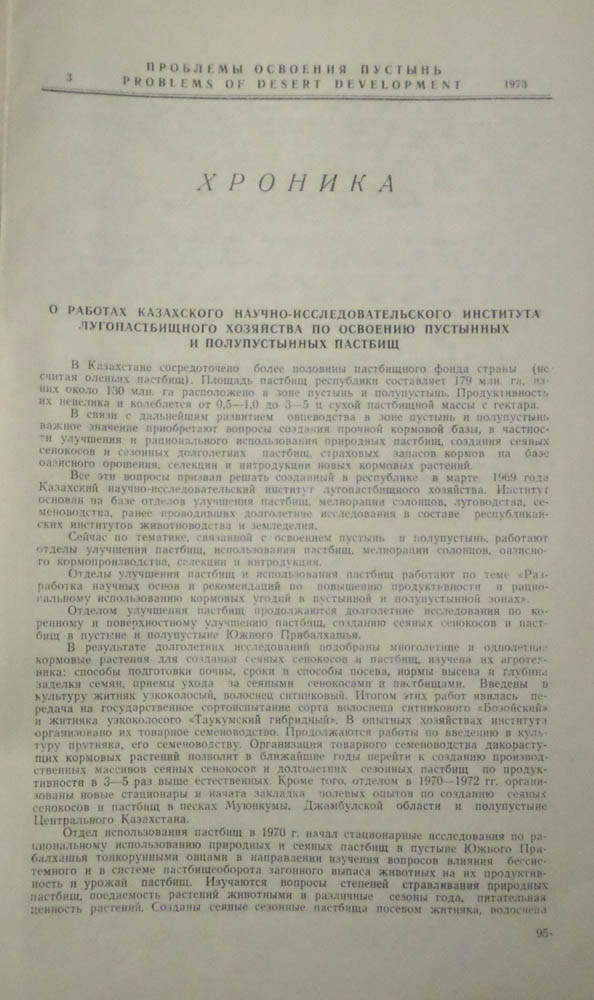 3
ПРОБЛЕМЫ ОСВОЕНИЯ ПУСТЫНЬ
PROBLEMS OF DESERT DEVELOPMENT
1973
ХРОНИКА
О РАБОТАХ КАЗАХСКОГО НАУЧНО-ИССЛЕДОВАТЕЛЬСКОГО ИНСТИТУТА
ЛУГОПАСТБИЩНОГО ХОЗЯЙСТВА ПО ОСВОЕНИЮ ПУСТЫННЫХ
И ПОЛУПУСТЫННЫХ ПАСТБИЩ
В Казахстане сосредоточено более половины пастбищного фонда страны (не
считая оленьих пастбищ). Площадь пастбищ республики составляет 179 млн. га, из
них около 130 млн. га расположено в зоне пустынь и полупустынь. Продуктивность
их невелика и колеблется от 0,5—1,0 до 3—5 ц сухой пастбищной массы с гектара.
В связи с дальнейшим развитием овцеводства в зоне пустынь и полупустынь
важное значение приобретают вопросы создания прочной кормовой базы, в частнос-
ти улучшения и рационального использования природных пастбищ, создания сеяных
сенокосов и сезонных долголетних пастбищ, страховых запасов кормов на базе
оазисного орошения, селекции и интродукции новых кормовых растений.
Все эти вопросы призван решать созданный в республике в марте 1969 года
Казахский научно-исследовательский институт лугопастбищного хозяйства. Институт
основан на базе отделов улучшения пастбищ, мелиорации солонцов, луговодства, се-
меноводства, ранее проводивших долголетние исследования в составе республикан-
ских институтов животноводства и земледелия.
Сейчас по тематике, связанной с освоением пустынь и полупустынь, работают
отделы улучшения пастбищ, использования пастбищ, мелиорации солонцов, оазисно-
го кормопроизводства, селекции и интродукции.
Отделы улучшения пастбищ и использования пастбищ работают по теме «Раз-
работка научных основ и рекомендаций по повышению продуктивности и рацио-
нальному использованию кормовых угодий в пустынной и полупустынной зонах».
Отделом улучшения пастбищ продолжаются долголетние исследования по ко-
ренному и поверхностному улучшению пастбищ, созданию сеяных сенокосов и паст-
бищ в пустыне и полупустыне Южного Прибалхашья.
В результате долголетних исследований подобраны многолетние и однолетние
кормовые растения для создания сеяных сенокосов и пастбищ, изучена их агротех-
ника: способы подготовки почвы, сроки и способы посева, нормы высева и глубина
заделки семян, приемы ухода за сеяными сенокосами и пастбищами. Введены в
культуру житняк узкоколосый, волоснец ситниковый. Итогом этих работ явилась пе-
редача на государственное сортоиспытание сорта волоснеца ситникового «Бозойский»
и житняка узкоколосого «Таукумский гибридный». В опытных хозяйствах института
организовано их товарное семеноводство. Продолжаются работы по введению в куль-
туру прутняка, его семеноводству. Организация товарного семеноводства дикорасту-
щих кормовых растений позволит в ближайшие годы перейти к созданию производ-
ственных массивов сеяных сенокосов и долголетних сезонных пастбищ по продук-
тивности в 3—5 раз выше естественных. Кроме того, отделом в 1970—1972 гг. органи-
зованы новые стационары и начата закладка полевых опытов по созданию сеяных
сенокосов и пастбищ в песках Муюнкумы, Джамбулской области и полупустыне
Центрального Казахстана.
Отдел использования пастбищ в 1970 г. начал стационарные исследования по ра-
циональному использованию природных и сеяных пастбищ в пустыне Южного При-
балхашья тонкорунными овцами в направлении изучения вопросов влияния бессис-
темного и в системе пастбищеоборота загонного выпаса животных на их продуктив-
ность и урожай пастбищ. Изучаются вопросы степеней стравливания природных
пастбищ, поедаемость растений животными в различные сезоны года, питательная
ценность растений. Созданы сеяные сезонные пастбища посевом житняка, волоснеца
95